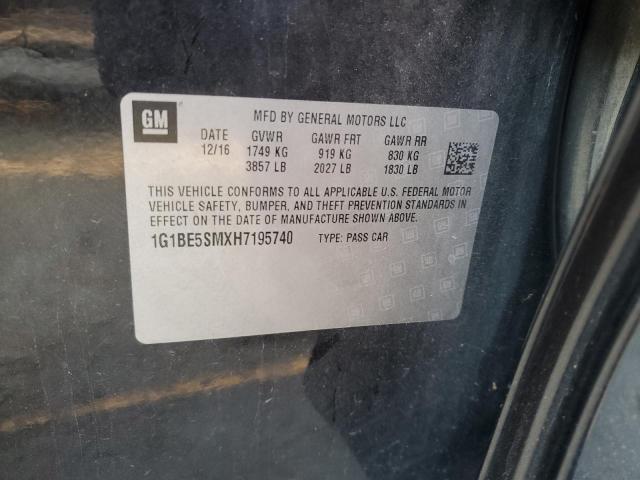 GM
MFD BY GENERAL MOTORS LLC
DATE GVWR GAWR FRT GAWR RR
12/16 1749 KG 919 KG 830 KG
3857 LB 2027 LB 1830 LB
THIS VEHICLE CONFORMS TO ALL APPLICABLE U.S. FEDERAL MOTOR
VEHICLE SAFETY, BUMPER, AND THEFT PREVENTION STANDARDS IN
EFFECT ON THE DATE OF MANUFACTURE SHOWN ABOVE.
1G1BE5SMXH7195740 TYPE: PASS CAR